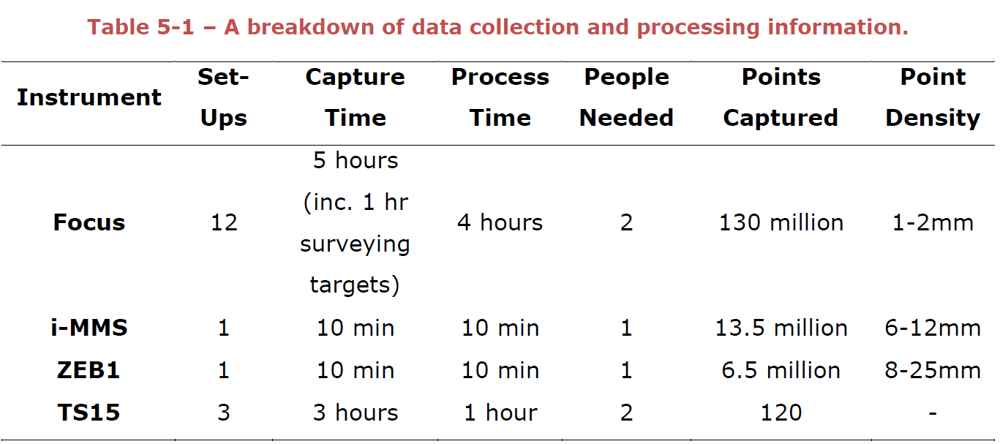 Table 5-1 – A breakdown of data collection and processing information.
Instrument Set-Ups Capture Time Process Time People Needed Points Captured Point Density
Focus 12 5 hours (inc. 1 hr surveying targets) 4 hours 2 130 million 1-2mm
i-MMS 1 10 min 10 min 1 13.5 million 6-12mm
ZEB1 1 10 min 10 min 1 6.5 million 8-25mm
TS15 3 3 hours 1 hour 2 120 -